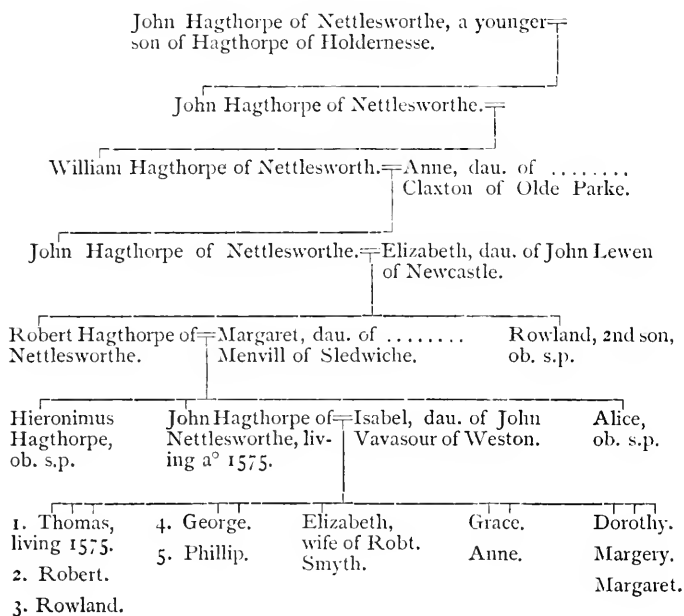 John Hagthorpe of Nettlesworthe, a younger
son of Hagthorpe of Holdernesse.
John Hagthorpe of Nettlesworthe.
William Hagthorpe of Nettlesworth.
Anne, dau. of ........
Claxton of Olde Parke.
John Hagthorpe of Nettlesworthe.
Elizabeth, dau. of John Lewen
of Newcastle.
Robert Hagthorpe of
Nettlesworthe.
Margaret, dau. of ........
Menvill of Sledwiche.
Rowland, 2nd son,
ob. s.p.
Hieronimus
Hagthorpe,
ob. s.p.
John Hagthorpe of
Nettlesworthe, liv-
ing a° 1575.
Isabel, dau. of John
Vavasour of Weston.
Alice,
ob. s.p.
1. Thomas,
living 1575.
2. Robert.
3. Rowland.
4. George.
5. Phillip.
Elizabeth,
wife of Robt.
Smyth.
Grace.
Anne.
Dorothy.
Margery.
Margaret.